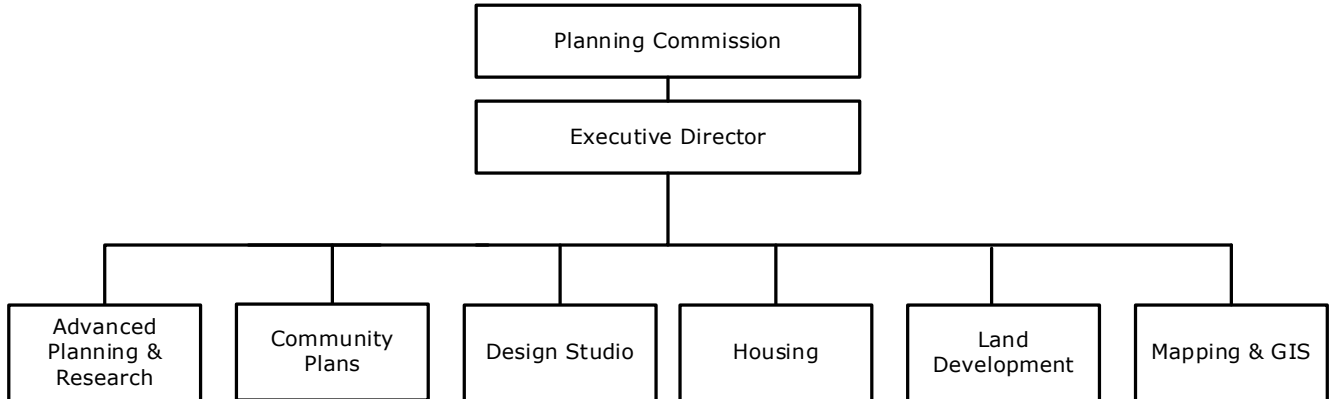 Planning Commission
Executive Director
Advanced
Planning &
Research
Community
Plans
Design Studio
Housing
Land
Development
Mapping & GIS